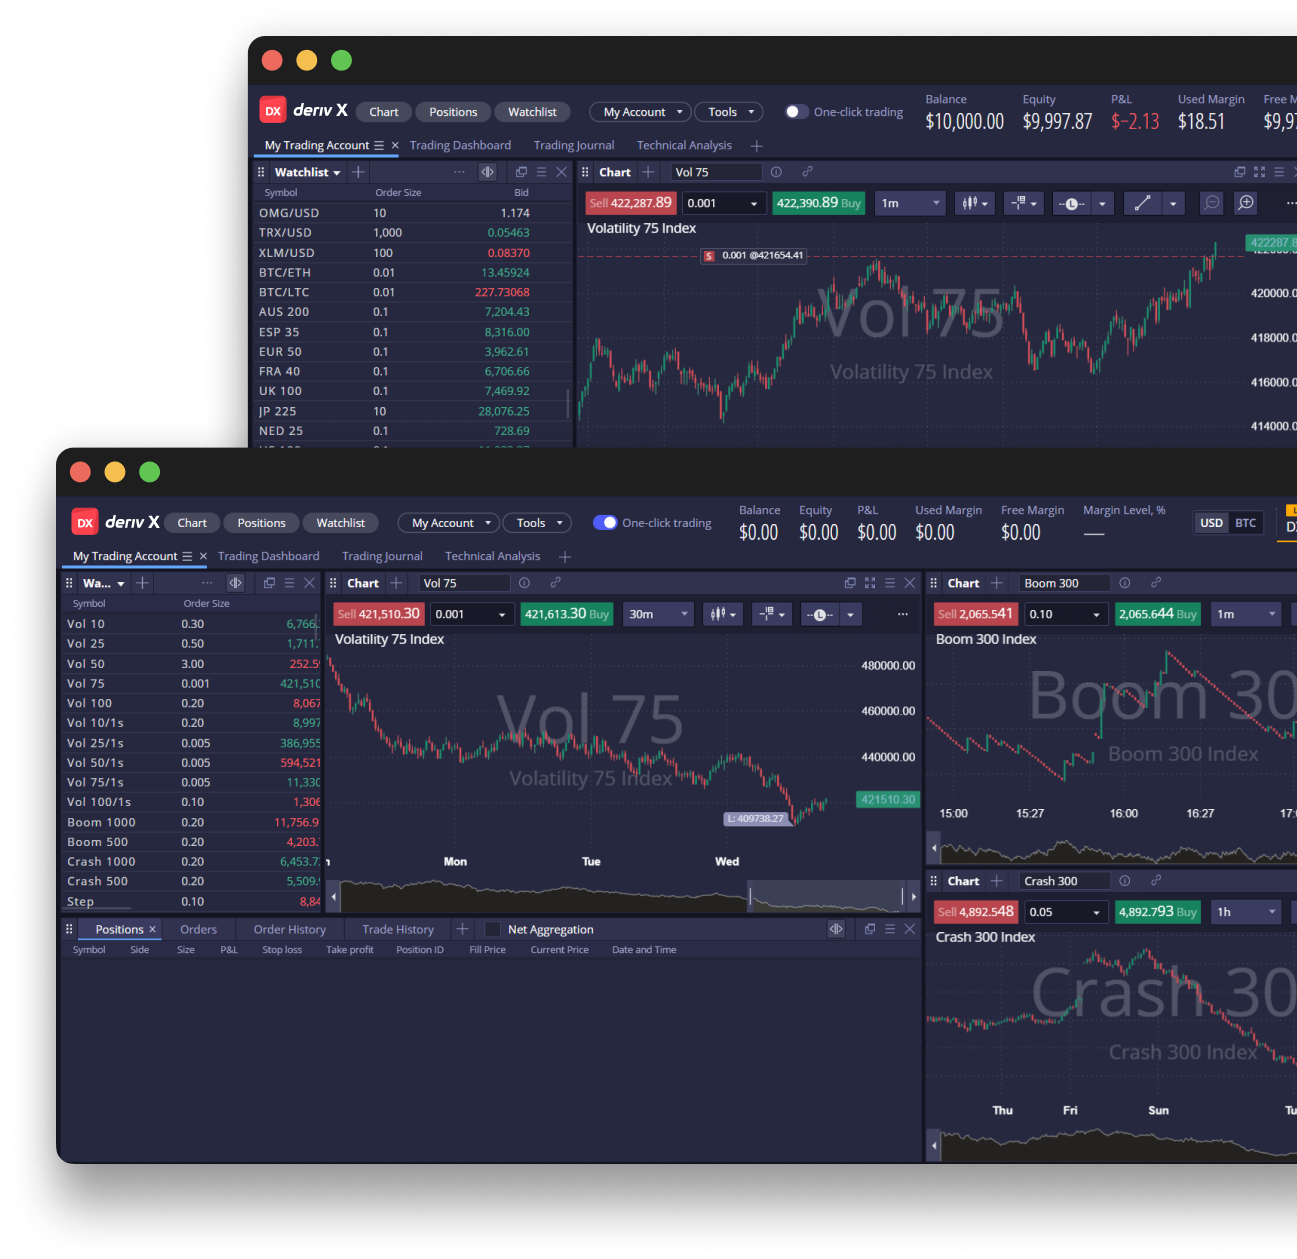 DX deriv X Chart Positions Watchlist My Account Tools One-click trading
Balance Equity P&L Used Margin
$10,000.00 $9,997.87 $-2.13 $18.51
My Trading Account × Trading Dashboard Trading Journal Technical Analysis +
Watchlist +
Symbol Order Size Bid
OMG/USD 10 1.174
TRX/USD 1,000 0.05463
XLM/USD 100 0.08370
BTC/ETH 0.01 13.45924
BTC/LTC 0.01 227.73068
AUS 200 0.1 7,204.43
ESP 35 0.1 8,316.00
EUR 50 0.1 3,962.61
FRA 40 0.1 6,706.66
UK 100 0.1 7,469.92
JP 225 10 28,076.25
NED 25 0.1 728.69
Chart + Vol 75
Sell 422,287.89 0.001 422,390.89 Buy 1m
Volatility 75 Index
S 0.001 @421654.41
Vol 75
Volatility 75 Index
422287.8
420000.0
418000.0
416000.0
414000.0
DX deriv X Chart Positions Watchlist My Account Tools One-click trading
Balance Equity P&L Used Margin Free Margin Margin Level, %
$0.00 $0.00 $0.00 $0.00 $0.00 —
USD BTC
My Trading Account × Trading Dashboard Trading Journal Technical Analysis +
Wa... +
Symbol Order Size
Vol 10 0.30 6,766.
Vol 25 0.50 1,711.
Vol 50 3.00 252.5
Vol 75 0.001 421,510
Vol 100 0.20 8,067
Vol 10/1s 0.20 8,997
Vol 25/1s 0.005 386,955
Vol 50/1s 0.005 594,521
Vol 75/1s 0.005 11,330
Vol 100/1s 0.10 1,306
Boom 1000 0.20 11,756.9
Boom 500 0.20 4,203.
Crash 1000 0.20 6,453.7
Crash 500 0.20 5,509.
Step 0.10 8,84
Chart + Vol 75
Sell 421,510.30 0.001 421,613.30 Buy 30m
Volatility 75 Index
Vol 75
Volatility 75 Index
480000.00
460000.00
440000.00
421510.30
L: 409738.27
Mon Tue Wed
Chart + Boom 300
Sell 2,065.541 0.10 2,065.644 Buy 1m
Boom 300 Index
Boom 30
Boom 300 Index
15:00 15:27 16:00 16:27 17:
Chart + Crash 300
Sell 4,892.548 0.05 4,892.793 Buy 1h
Crash 300 Index
Crash 30
Crash 300 Index
Thu Fri Sun Tu
Positions × Orders Order History Trade History + Net Aggregation
Symbol Side Size P&L Stop loss Take profit Position ID Fill Price Current Price Date and Time